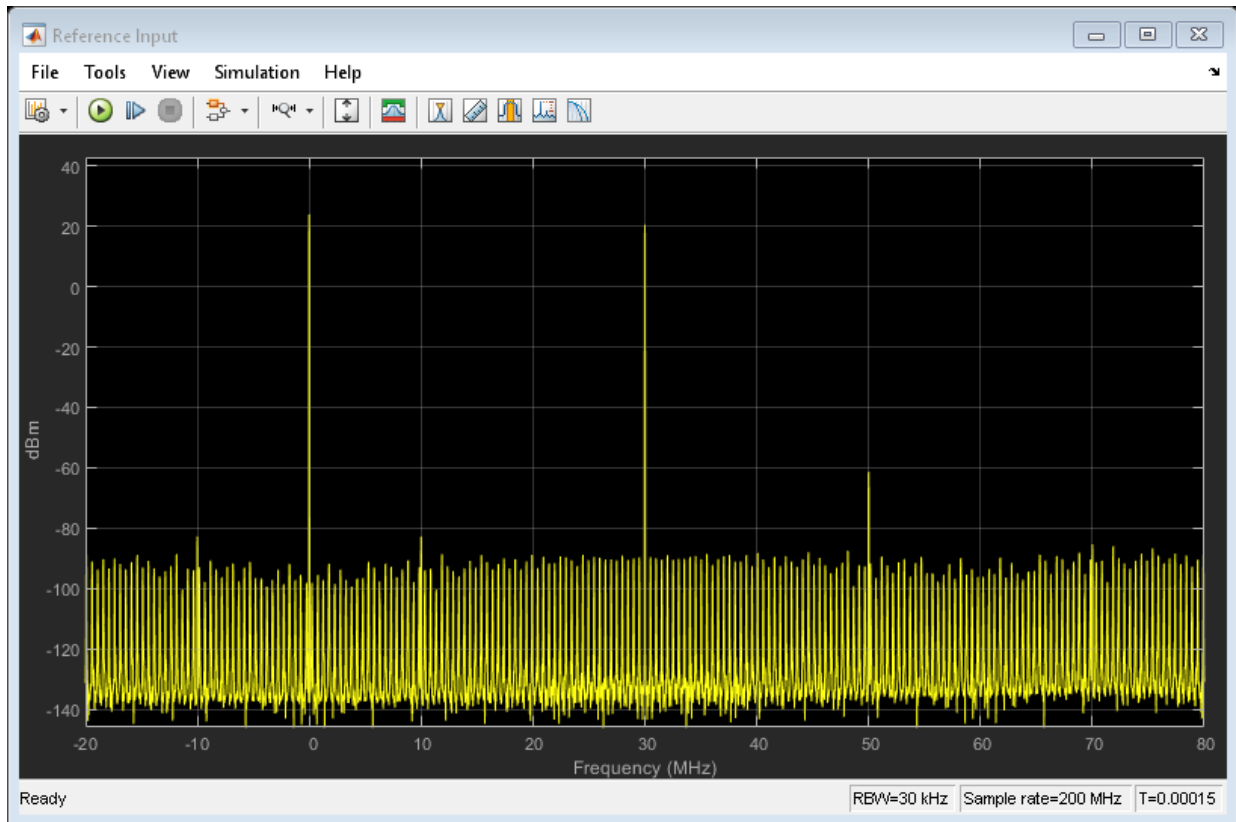 Reference Input
File Tools View Simulation Help
40
20
0
-20
-40
-60
-80
-100
-120
-140
dBm
-20 -10 0 10 20 30 40 50 60 70 80
Frequency (MHz)
Ready RBW=30 kHz Sample rate=200 MHz T=0.00015